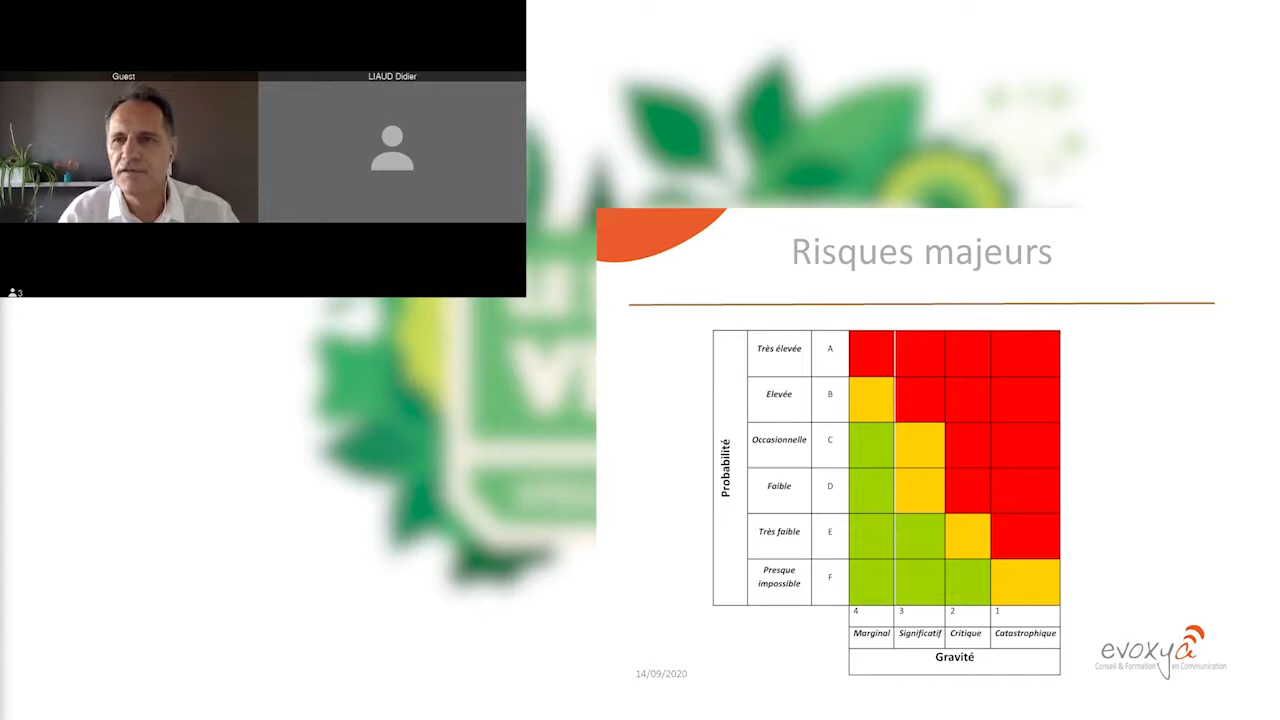 Guest
LIAUD Didier
3
Risques majeurs
Probabilité
Très élevée A
Elevée B
Occasionnelle C
Faible D
Très faible E
Presque
impossible F
4 3 2 1
Marginal Significatif Critique Catastrophique
Gravité
14/09/2020
evoxya
Conseil & Formation en Communication